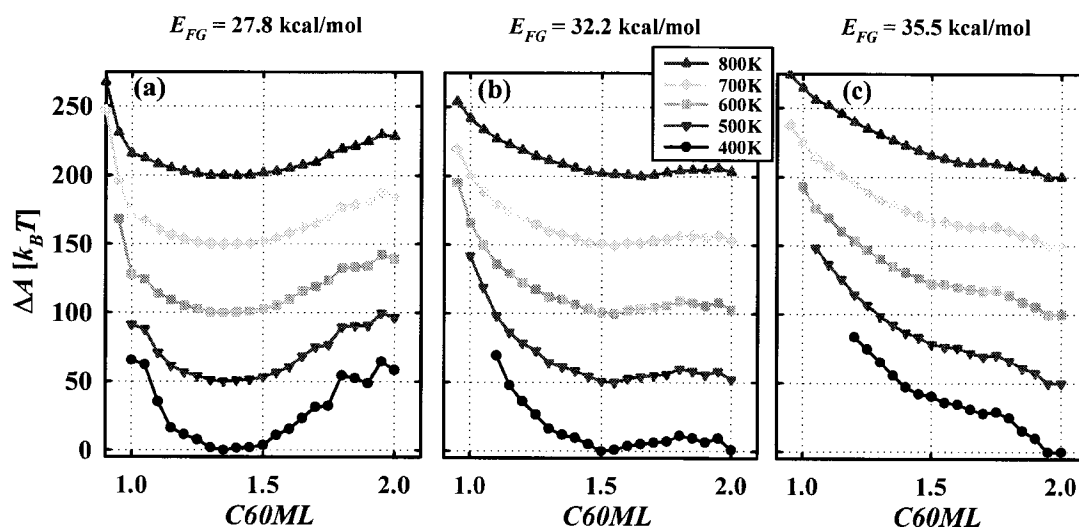 E_FG = 27.8 kcal/mol E_FG = 32.2 kcal/mol E_FG = 35.5 kcal/mol
(a) (b) (c)
800K
700K
600K
500K
400K
ΔA [k_BT]
250
200
150
100
50
0
1.0 1.5 2.0 1.0 1.5 2.0 1.0 1.5 2.0
C60ML C60ML C60ML